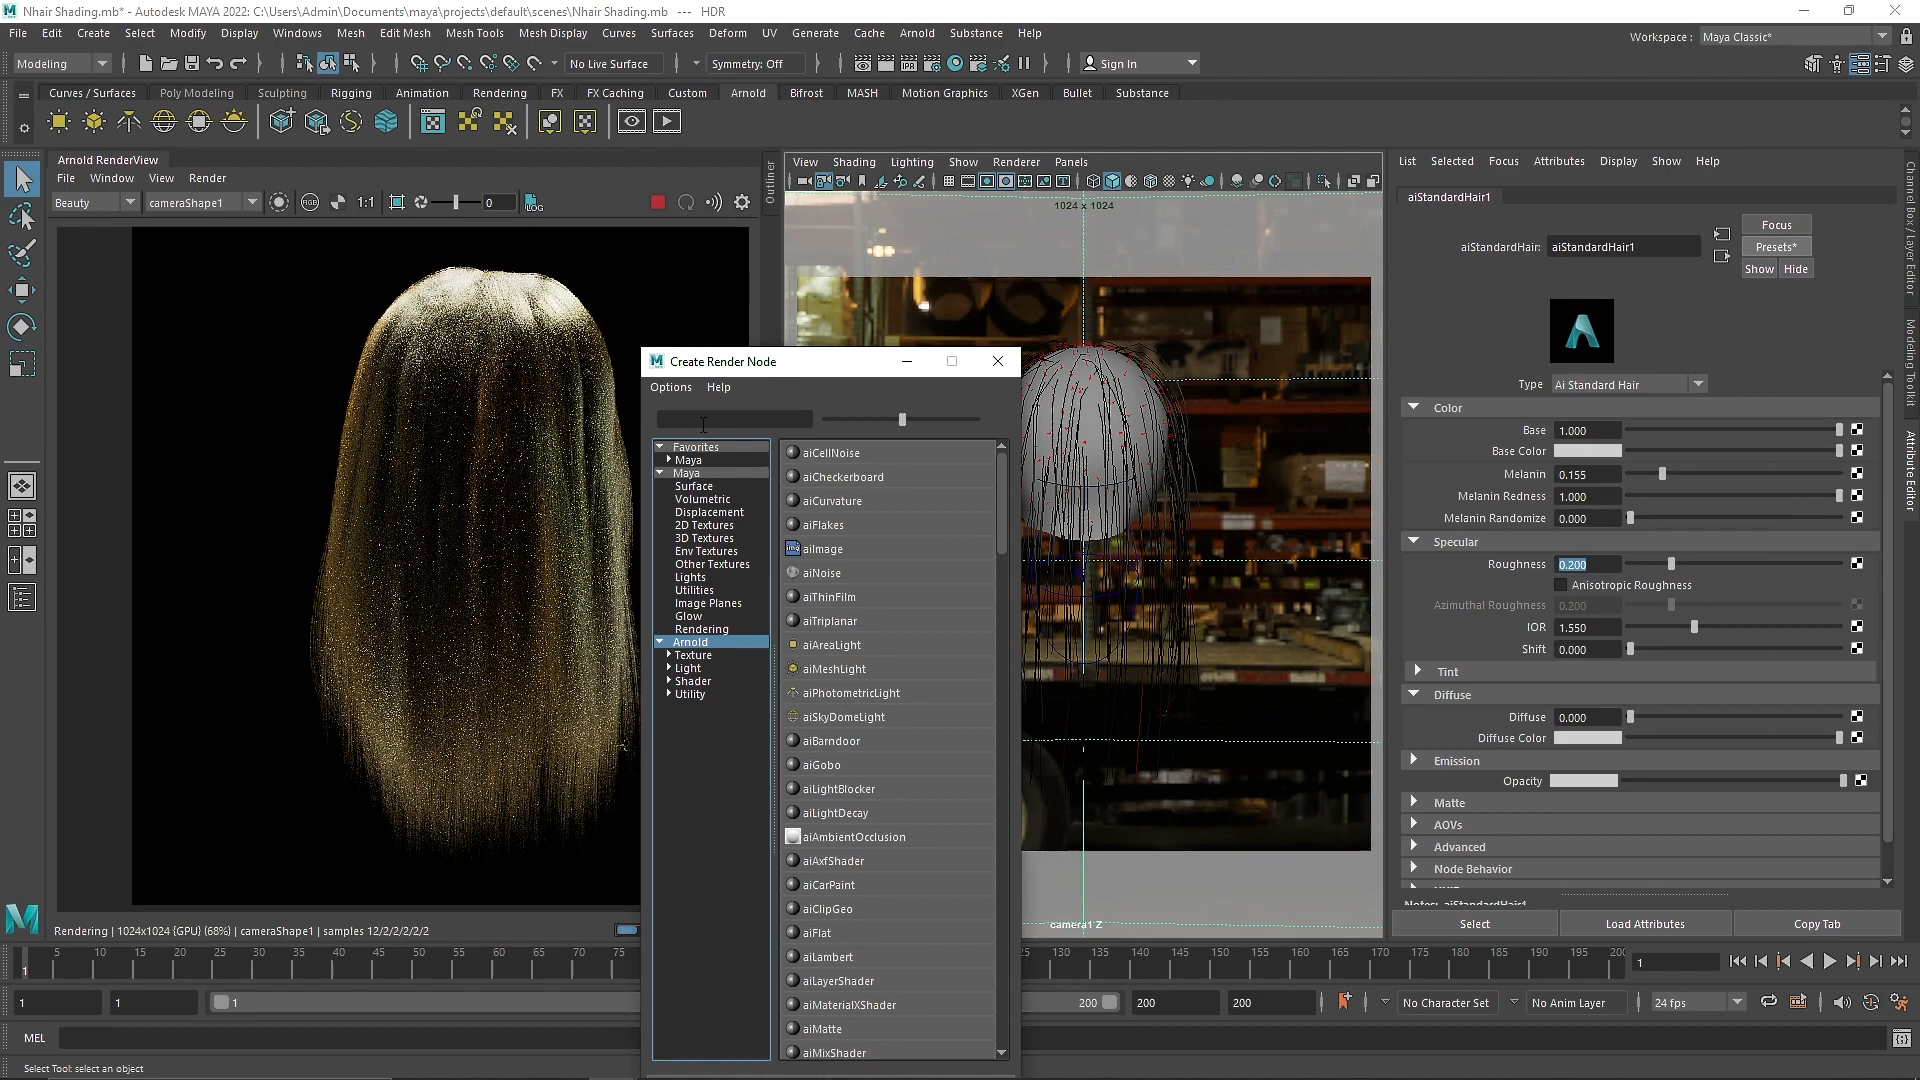 Nhair Shading.mb* - Autodesk MAYA 2022: C:\Users\Admin\Documents\maya\projects\default\scenes\Nhair Shading.mb --- HDR
File Edit Create Select Modify Display Windows Mesh Edit Mesh Mesh Tools Mesh Display Curves Surfaces Deform UV Generate Cache Arnold Substance Help
Workspace : Maya Classic*
Modeling No Live Surface Symmetry: Off Sign In
Curves / Surfaces Poly Modeling Sculpting Rigging Animation Rendering FX FX Caching Custom Arnold Bifrost MASH Motion Graphics XGen Bullet Substance
Arnold RenderView
File Window View Render
Beauty cameraShape1 RGB 1:1 0 LOG
Outliner
View Shading Lighting Show Renderer Panels
1024 x 1024
camera1 Z
Create Render Node
Options Help
Favorites
Maya
Maya
Surface
Volumetric
Displacement
2D Textures
3D Textures
Env Textures
Other Textures
Lights
Utilities
Image Planes
Glow
Rendering
Arnold
Texture
Light
Shader
Utility
aiCellNoise
aiCheckerboard
aiCurvature
aiFlakes
aiImage
aiNoise
aiThinFilm
aiTriplanar
aiAreaLight
aiMeshLight
aiPhotometricLight
aiSkyDomeLight
aiBarndoor
aiGobo
aiLightBlocker
aiLightDecay
aiAmbientOcclusion
aiAxfShader
aiCarPaint
aiClipGeo
aiFlat
aiLambert
aiLayerShader
aiMaterialXShader
aiMatte
aiMixShader
List Selected Focus Attributes Display Show Help
aiStandardHair1
aiStandardHair: aiStandardHair1
Focus
Presets*
Show Hide
Type Ai Standard Hair
Color
Base 1.000
Base Color
Melanin 0.155
Melanin Redness 1.000
Melanin Randomize 0.000
Specular
Roughness 0.200
Anisotropic Roughness
Azimuthal Roughness 0.200
IOR 1.550
Shift 0.000
Tint
Diffuse
Diffuse 0.000
Diffuse Color
Emission
Opacity
Matte
AOVs
Advanced
Node Behavior
Notes: aiStandardHair1
Select Load Attributes Copy Tab
Channel Box / Layer Editor
Modeling Toolkit
Attribute Editor
Rendering | 1024x1024 {GPU} (68%) | cameraShape1 | samples 12/2/2/2/2/2
5 10 15 20 25 30 35 40 45 50 55 60 65 70 75 130 135 140 145 150 155 160 165 170 175 180 185 190 195 200
1 1
1 1 1 200 200 200 No Character Set No Anim Layer 24 fps
MEL
Select Tool: select an object